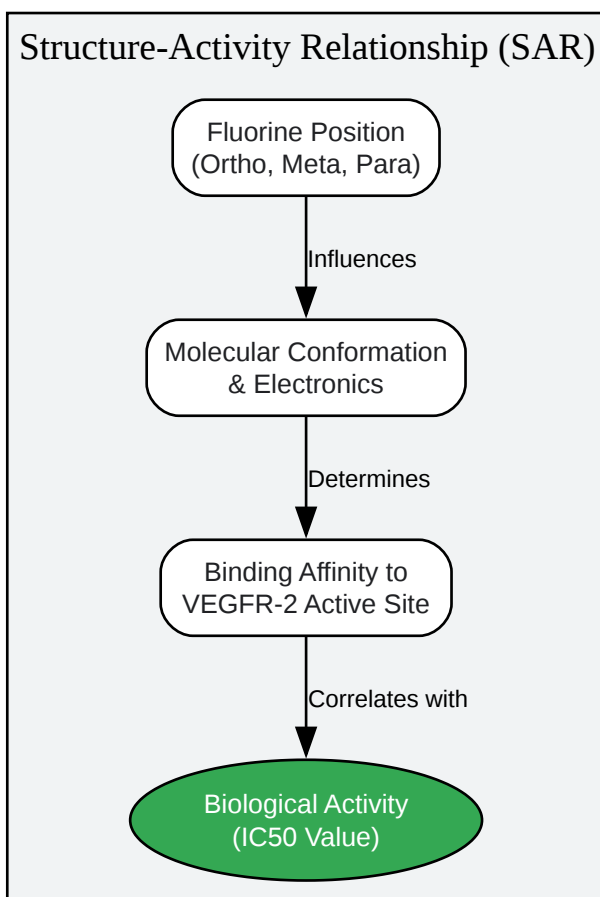 Structure-Activity Relationship (SAR)
Fluorine Position
(Ortho, Meta, Para)
Influences
Molecular Conformation
& Electronics
Determines
Binding Affinity to
VEGFR-2 Active Site
Correlates with
Biological Activity
(IC50 Value)